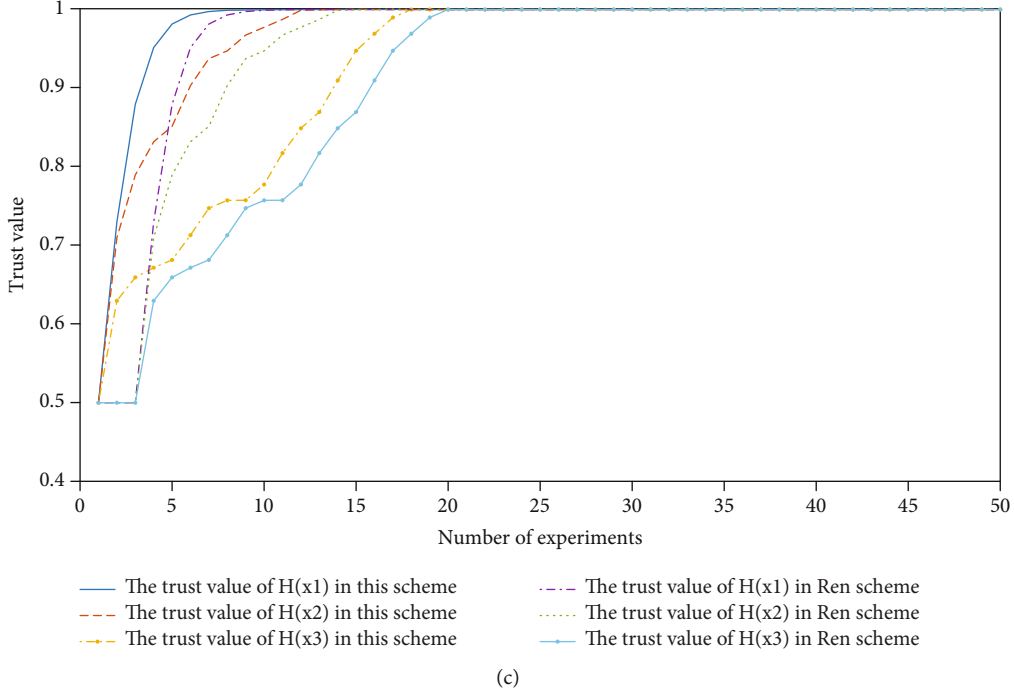 1
0.9
0.8
0.7
0.6
0.5
0.4
Trust value
0 5 10 15 20 25 30 35 40 45 50
Number of experiments
The trust value of H(x1) in this scheme
The trust value of H(x2) in this scheme
The trust value of H(x3) in this scheme
The trust value of H(x1) in Ren scheme
The trust value of H(x2) in Ren scheme
The trust value of H(x3) in Ren scheme
(c)